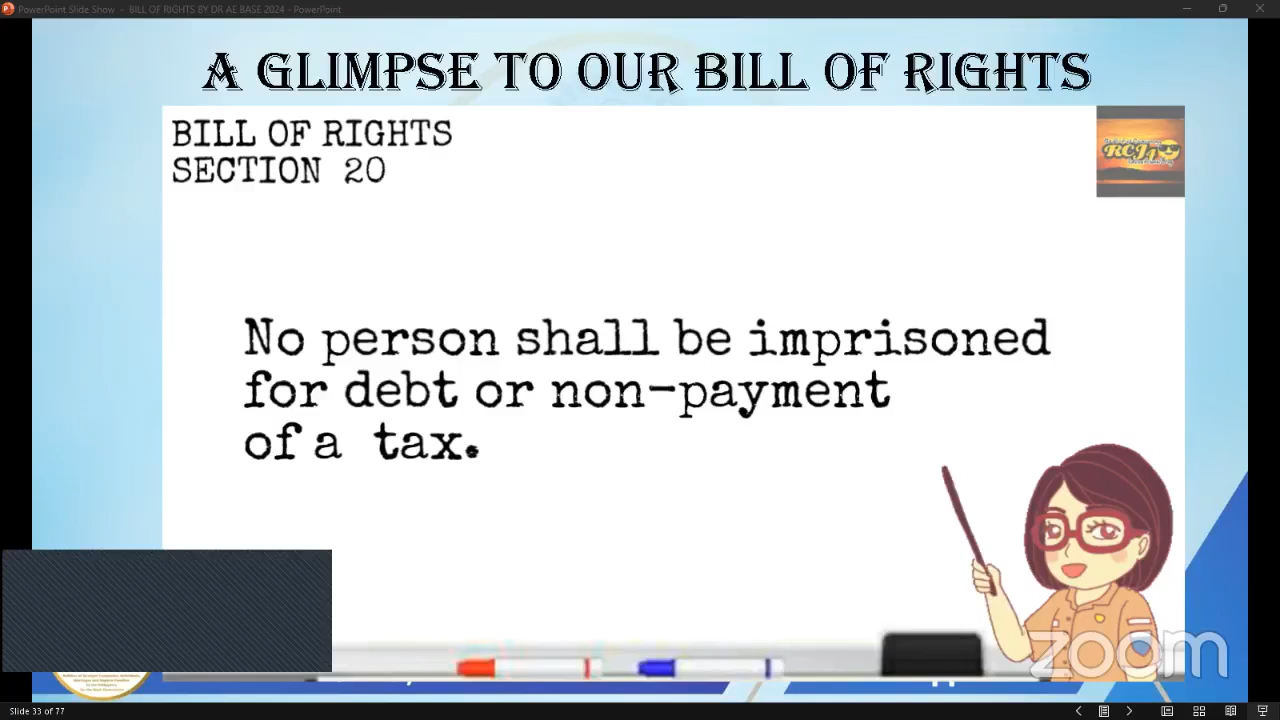 PowerPoint Slide Show - BILL OF RIGHTS BY DR AE BASE 2024 - PowerPoint
A GLIMPSE TO OUR BILL OF RIGHTS
BILL OF RIGHTS
SECTION 20
RCJ4
No person shall be imprisoned
for debt or non-payment
of a tax.
zoom
Slide 33 of 77